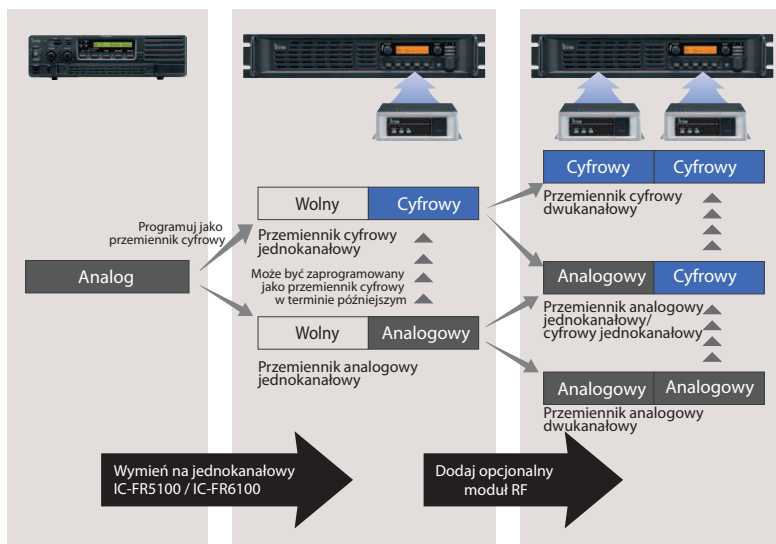 Programuj jako
przemiennik cyfrowy
Analog
Wolny
Cyfrowy
Przemiennik cyfrowy
jednokanałowy
Może być zaprogramowany
jako przemiennik cyfrowy
w terminie późniejszym
Wolny
Analogowy
Przemiennik analogowy
jednokanałowy
Cyfrowy
Cyfrowy
Przemiennik cyfrowy
dwukanałowy
Analogowy
Cyfrowy
Przemiennik analogowy
jednokanałowy/
cyfrowy jednokanałowy
Analogowy
Analogowy
Przemiennik analogowy
dwukanałowy
Wymień na jednokanałowy
IC-FR5100 / IC-FR6100
Dodaj opcjonalny
moduł RF